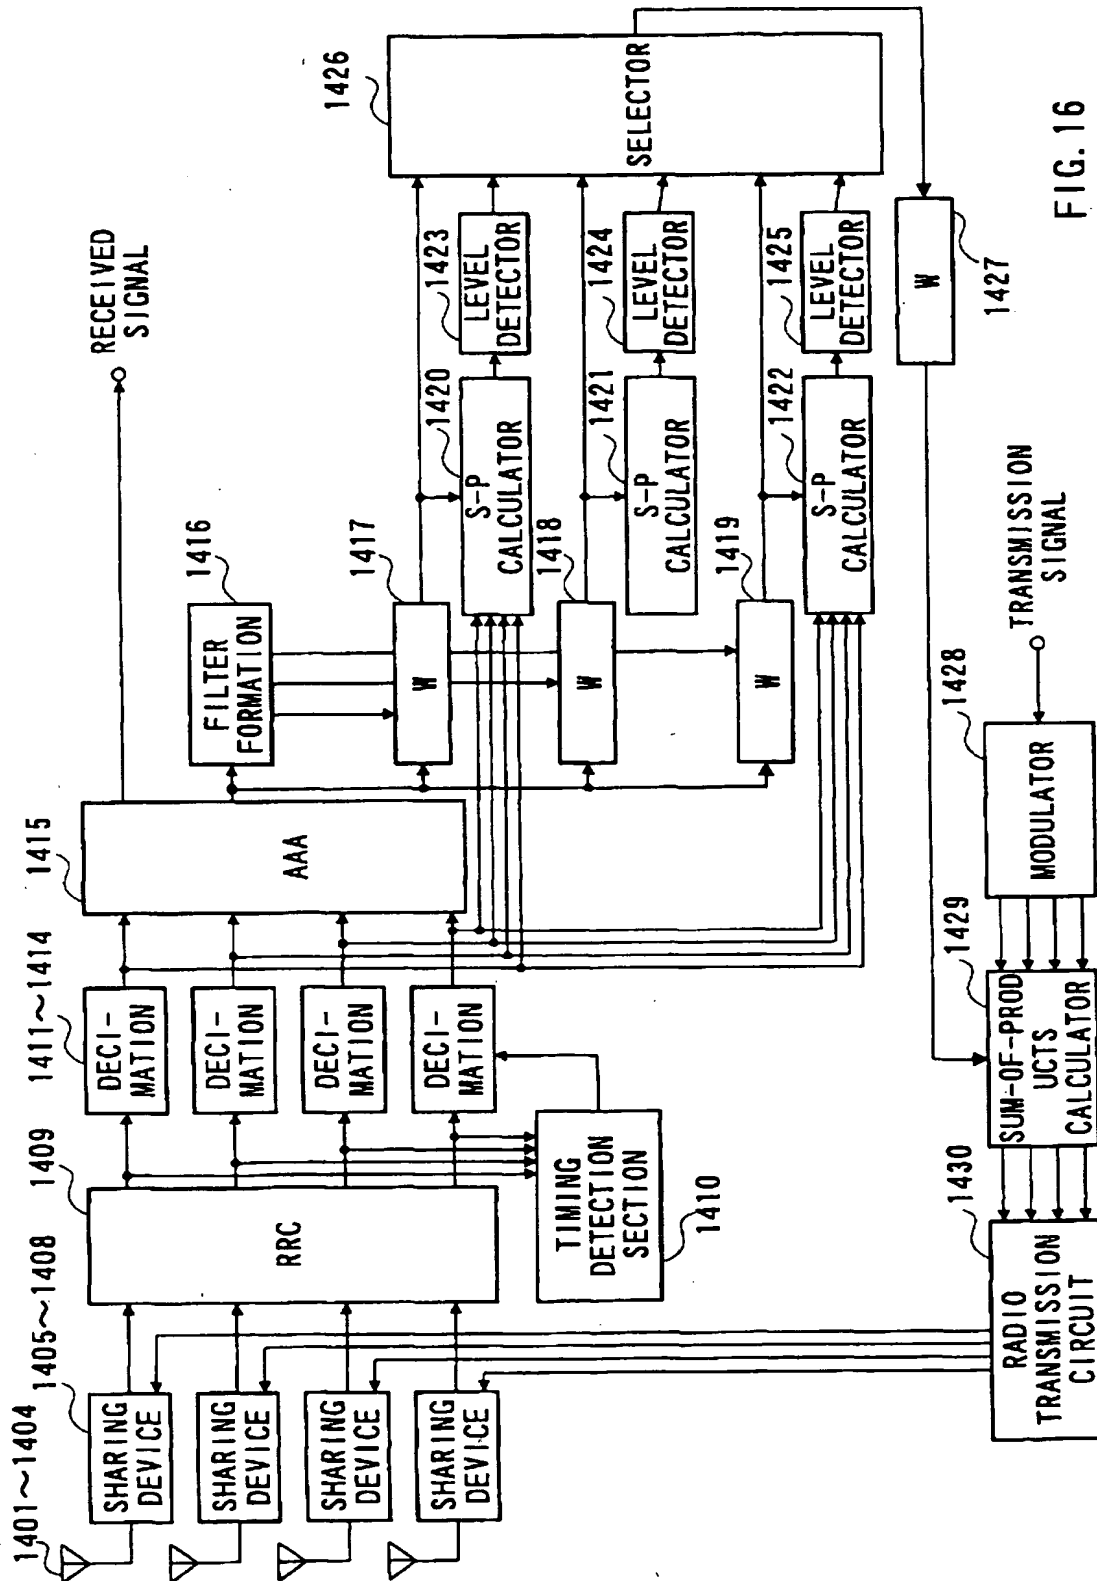 1401~1404
SHARING
DEVICE
SHARING
DEVICE
SHARING
DEVICE
SHARING
DEVICE
1405~1408
RRC
1409
TIMING
DETECTION
SECTION
1410
DECI-
MATION
DECI-
MATION
DECI-
MATION
DECI-
MATION
1411~1414
AAA
1415
RECEIVED
SIGNAL
FILTER
FORMATION
1416
W
1417
W
1418
W
1419
S-P
CALCULATOR
1420
S-P
CALCULATOR
1421
S-P
CALCULATOR
1422
LEVEL
DETECTOR
1423
LEVEL
DETECTOR
1424
LEVEL
DETECTOR
1425
SELECTOR
1426
W
1427
TRANSMISSION
SIGNAL
MODULATOR
1428
SUM-OF-PROD
UCTS
CALCULATOR
1429
RADIO
TRANSMISSION
CIRCUIT
1430
FIG. 16